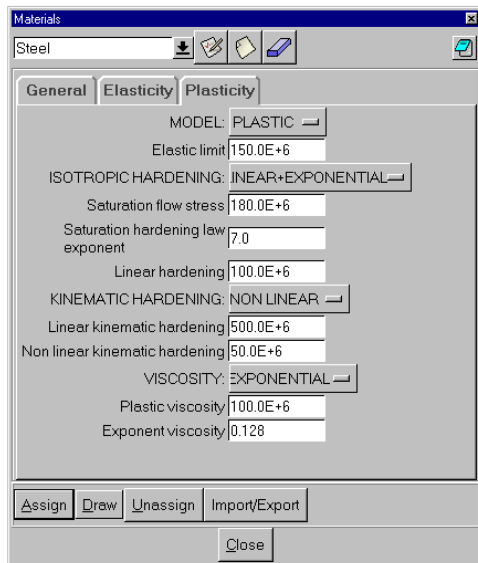 Materials
Steel
General Elasticity Plasticity
MODEL: PLASTIC
Elastic limit 150.0E+6
ISOTROPIC HARDENING: INEAR+EXPONENTIAL
Saturation flow stress 180.0E+6
Saturation hardening law
exponent 7.0
Linear hardening 100.0E+6
KINEMATIC HARDENING: NON LINEAR
Linear kinematic hardening 500.0E+6
Non linear kinematic hardening 50.0E+6
VISCOSITY: EXPONENTIAL
Plastic viscosity 100.0E+6
Exponent viscosity 0.128
Assign Draw Unassign Import/Export
Close